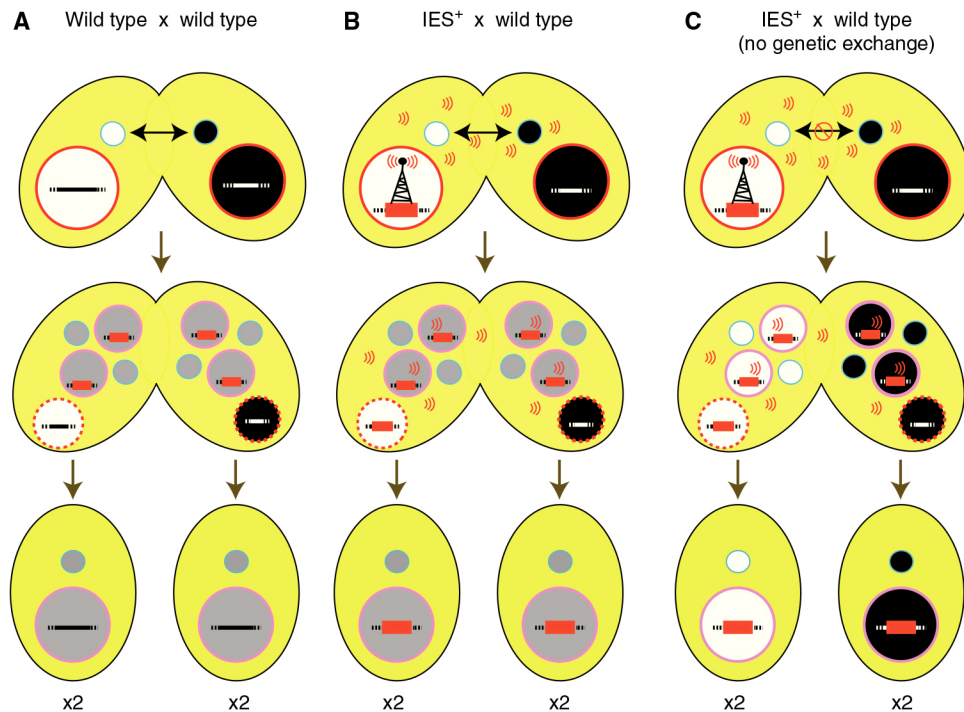 A Wild type x wild type
B IES⁺ x wild type
C IES⁺ x wild type
(no genetic exchange)
x2 x2 x2 x2 x2 x2